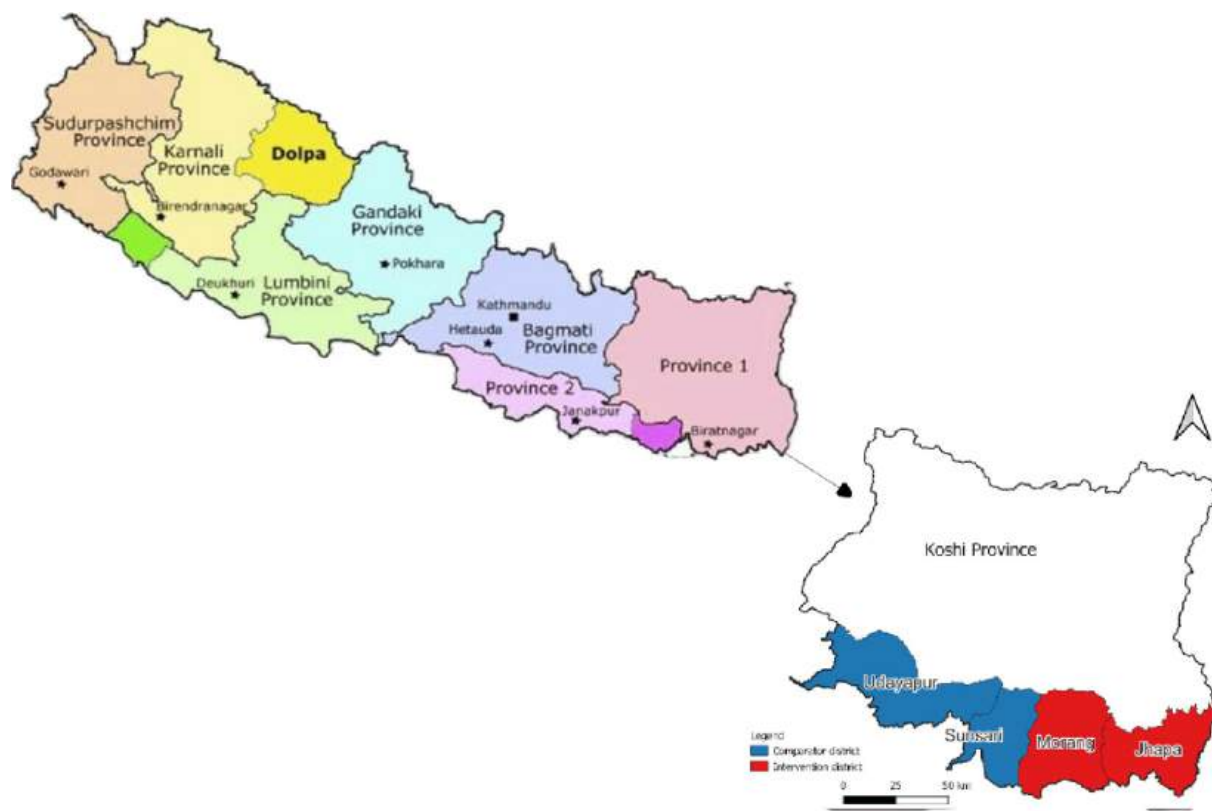 Sudurpashchim
Province
Godawari
Karnali
Province
Birendranagar
Dolpa
Gandaki
Province
Pokhara
Deukhuri
Lumbini
Province
Kathmandu
Hetauda
Bagmati
Province
Province 2
Janakpur
Province 1
Biratnagar
Koshi Province
Udayapur
Sunsari
Morang
Jhapa
Legend
Comparator district
Intervention district
0 25 50 km